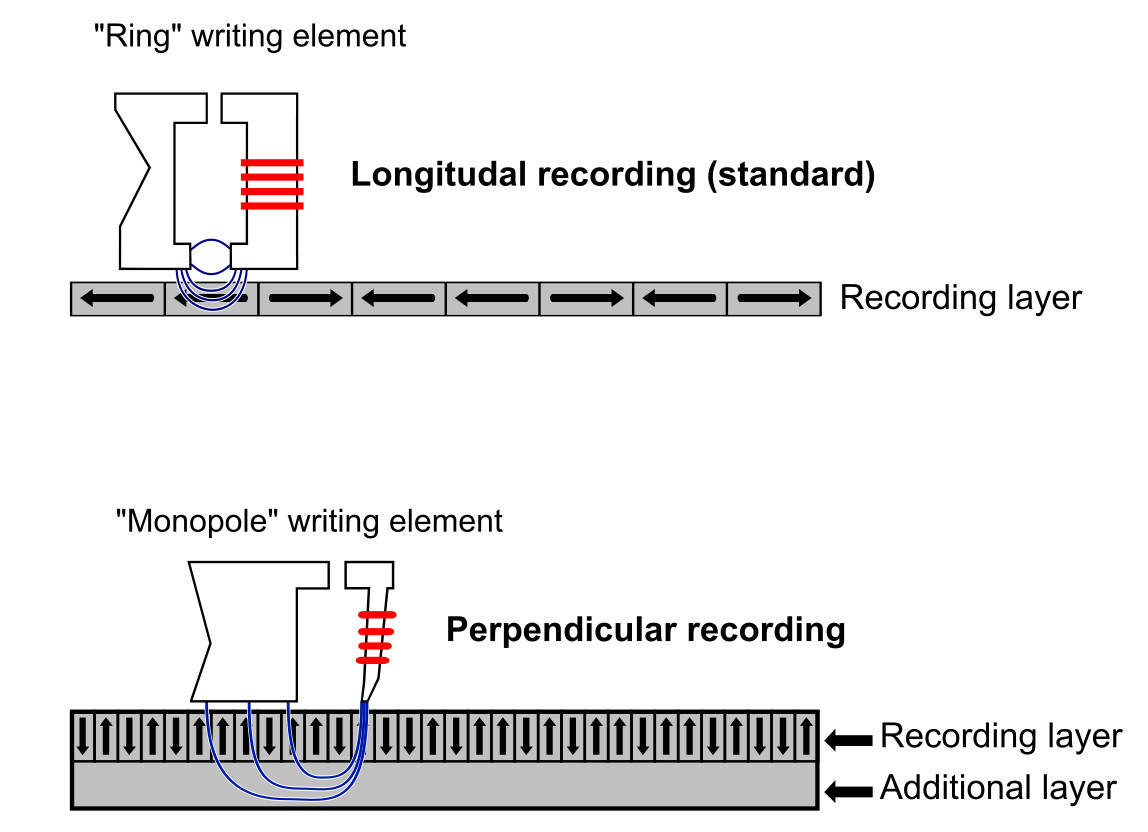 "Ring" writing element
Longitudal recording (standard)
Recording layer
"Monopole" writing element
Perpendicular recording
Recording layer
Additional layer